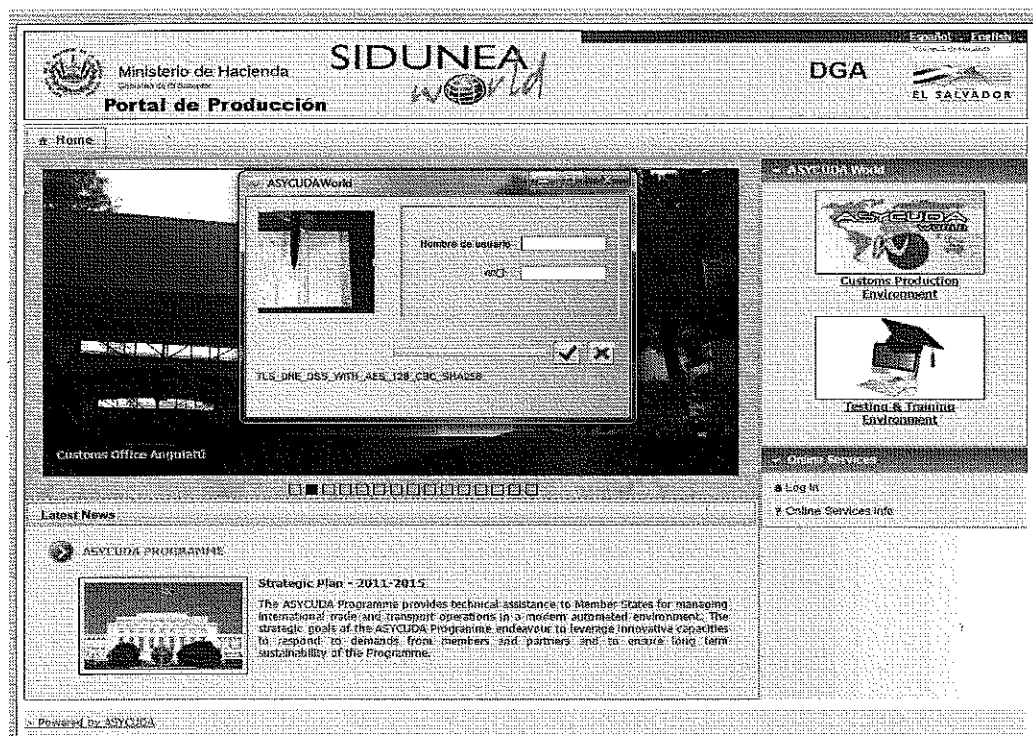 Español English
Ministerio de Hacienda
SIDUNEA
world
DGA
EL SALVADOR
Portal de Producción
Home
ASYCUDAWorld
Nombre de usuario
TLS_DHE_DSS_WITH_AES_128_CBC_SHA256
Customs Office Anguiatú
ASYCUDA World
ASYCUDA
World
Customs Production
Environment
Testing & Training
Environment
Online Services
Log In
? Online Services Info
Latest News
ASYCUDA PROGRAMME
Strategic Plan - 2011-2015
The ASYCUDA Programme provides technical assistance to Member States for managing
international trade and transport operations in a modern automated environment. The
strategic goals of the ASYCUDA Programme endeavour to leverage innovative capacities
to respond to demands from members and partners and to ensure long term
sustainability of the Programme.
Powered by ASYCUDA